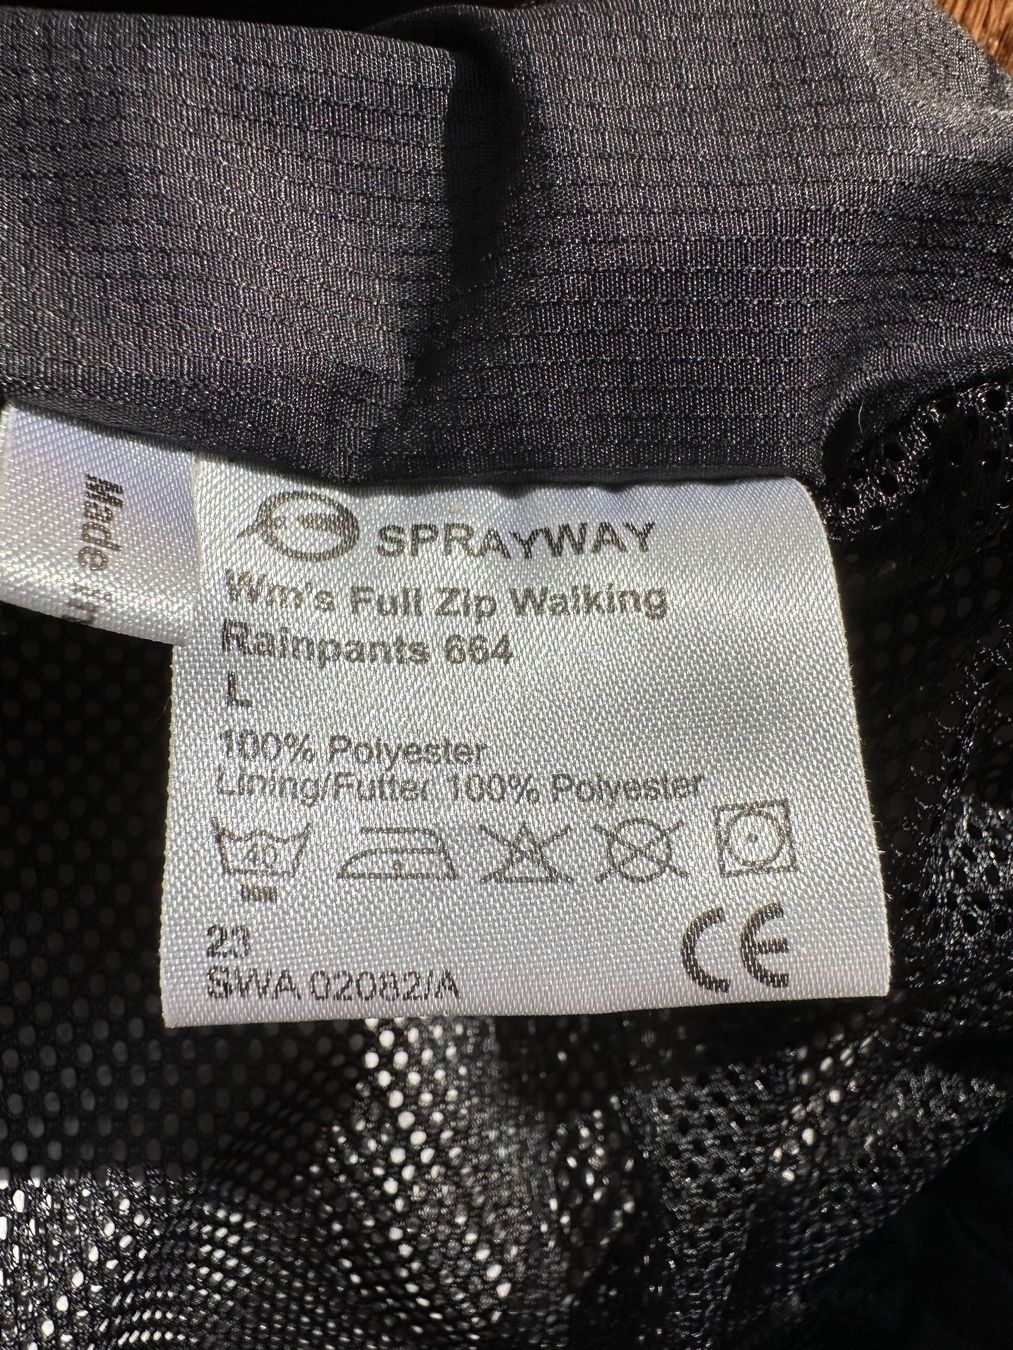 SPRAYWAY
Wm's Full Zip Walking
Rainpants 664
L
100% Polyester
Lining/Futter 100% Polyester
40
23
SWA 02082/A
CE
Made in